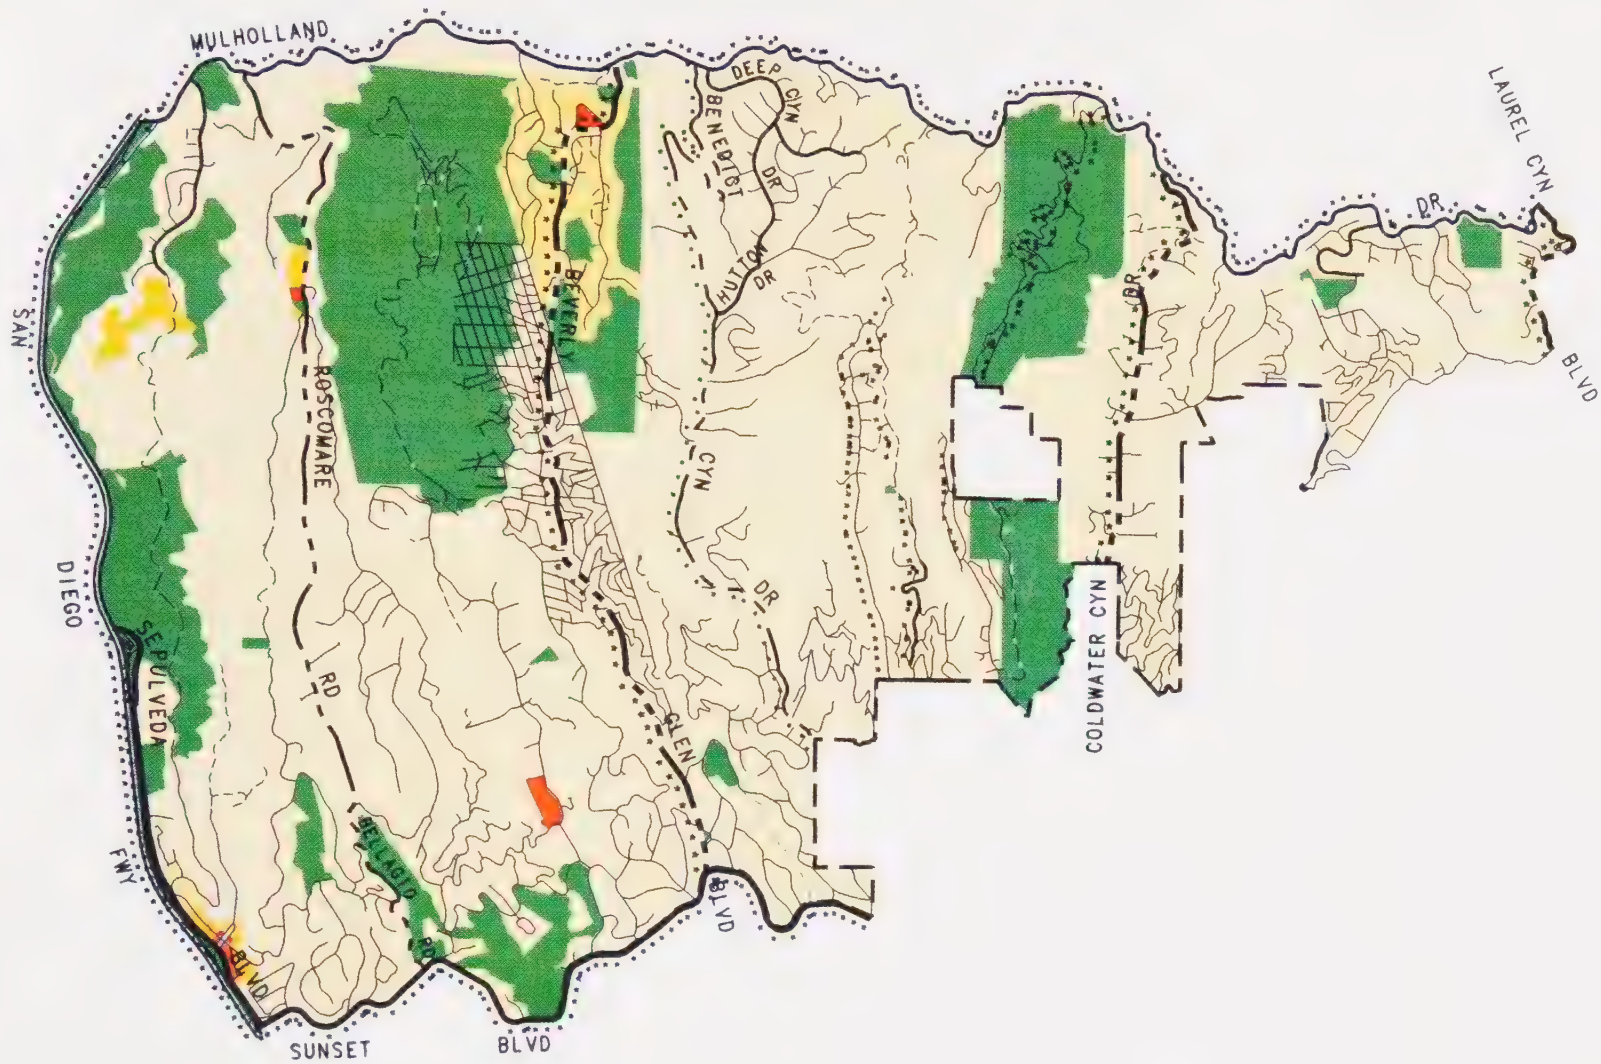 MULHOLLAND
DEEP
CYN
DR
BENEDICT
HUTTON
DR
CYN
DR
LAUREL CYN
BLVD
DR
DR
COLDWATER CYN
BEVERLY
GLEN
BLVD
ROSCOMARE
RD
BELLAGIO
RD
SAN
DIEGO
FWY
SEPULVEDA
BLVD
SUNSET
BLVD